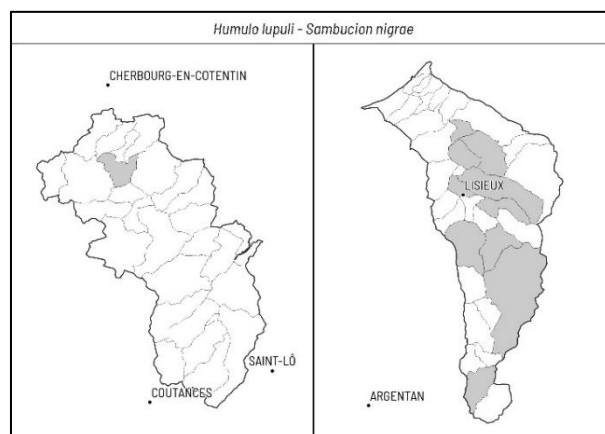 Humulo lupuli - Sambucion nigrae
CHERBOURG-EN-COTENTIN
LISIEUX
SAINT-LÔ
COUTANCES
ARGENTAN